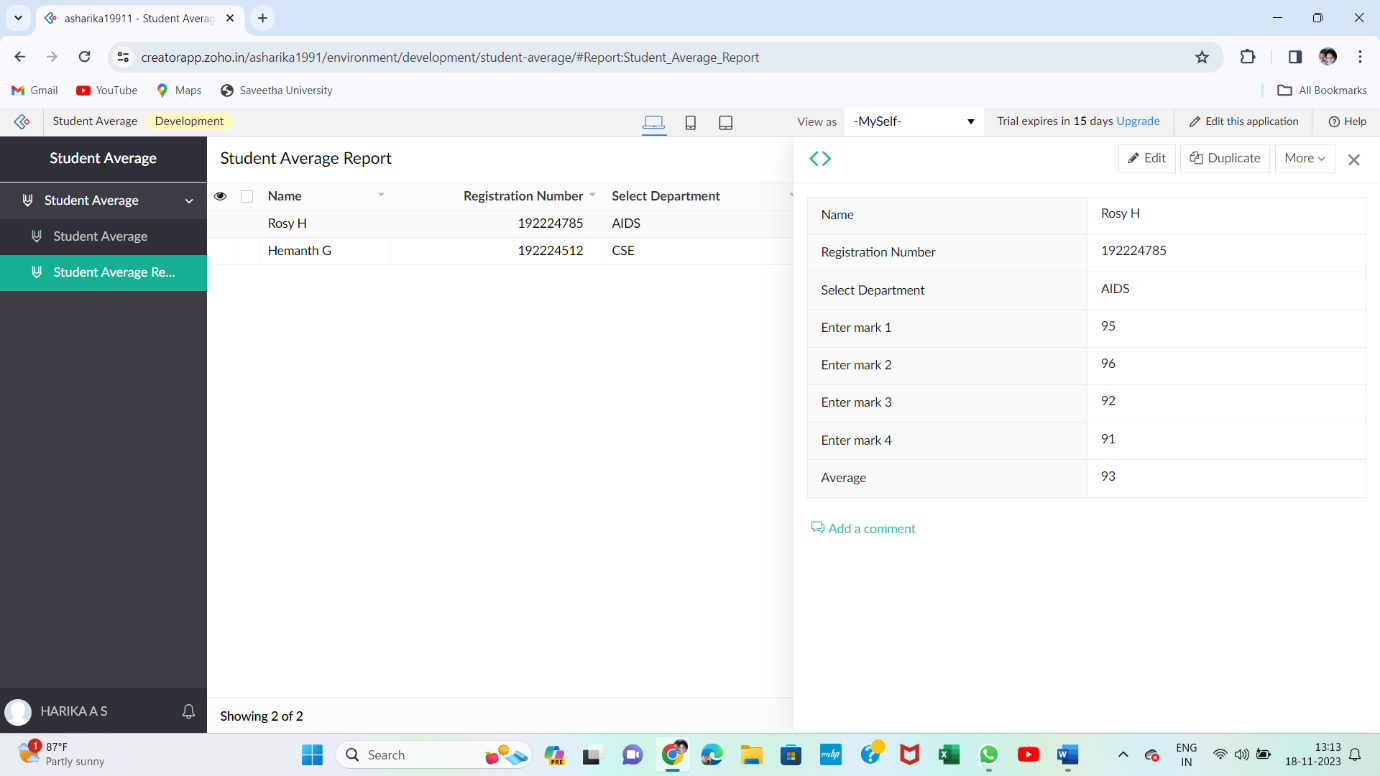 asharika19911 - Student Averag
creatorapp.zoho.in/asharika1991/environment/development/student-average/#Report:Student_Average_Report
Gmail YouTube Maps Saveetha University All Bookmarks
Student Average Development View as -MySelf- Trial expires in 15 days Upgrade Edit this application Help
Student Average
Student Average
Student Average
Student Average Re...
HARIKA A S
Student Average Report
Name Registration Number Select Department
Rosy H 192224785 AIDS
Hemanth G 192224512 CSE
Showing 2 of 2
Edit Duplicate More
Name Rosy H
Registration Number 192224785
Select Department AIDS
Enter mark 1 95
Enter mark 2 96
Enter mark 3 92
Enter mark 4 91
Average 93
Add a comment
1 87°F
Partly sunny
Search
PRE
myhp
ENG
IN
13:13
18-11-2023